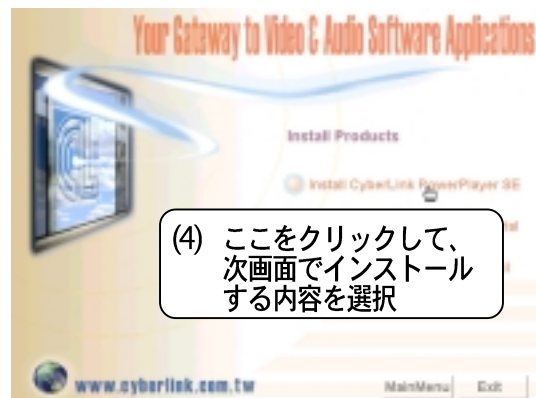 Your Gateway to Video & Audio Software Applications
Install Products
Install CyberLink PowerPlayer SE
(4) ここをクリックして、
次画面でインストール
する内容を選択
www.cyberlink.com.tw
MainMenu Exit